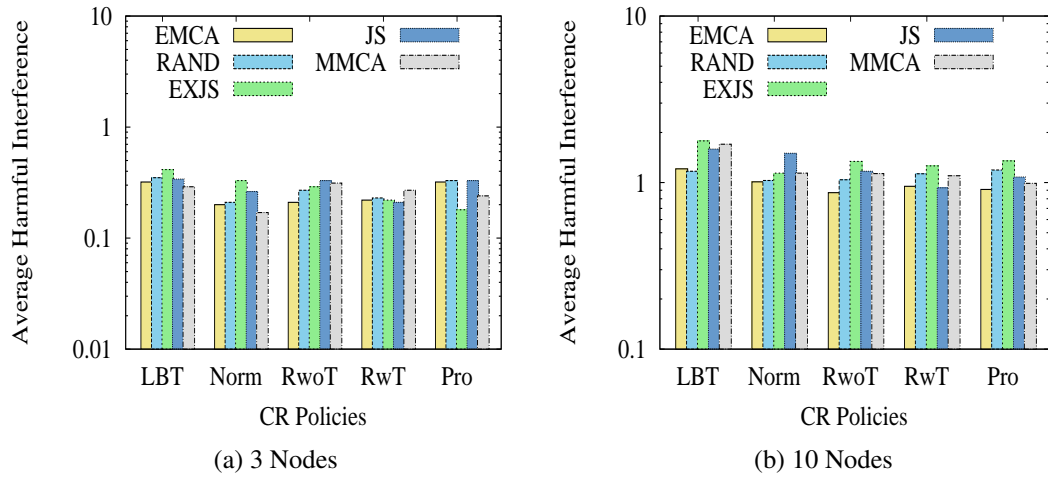 Average Harmful Interference
10
1
0.1
0.01
EMCA
RAND
EXJS
JS
MMCA
LBT Norm RwoT RwT Pro
CR Policies
(a) 3 Nodes
Average Harmful Interference
10
1
0.1
EMCA
RAND
EXJS
JS
MMCA
LBT Norm RwoT RwT Pro
CR Policies
(b) 10 Nodes